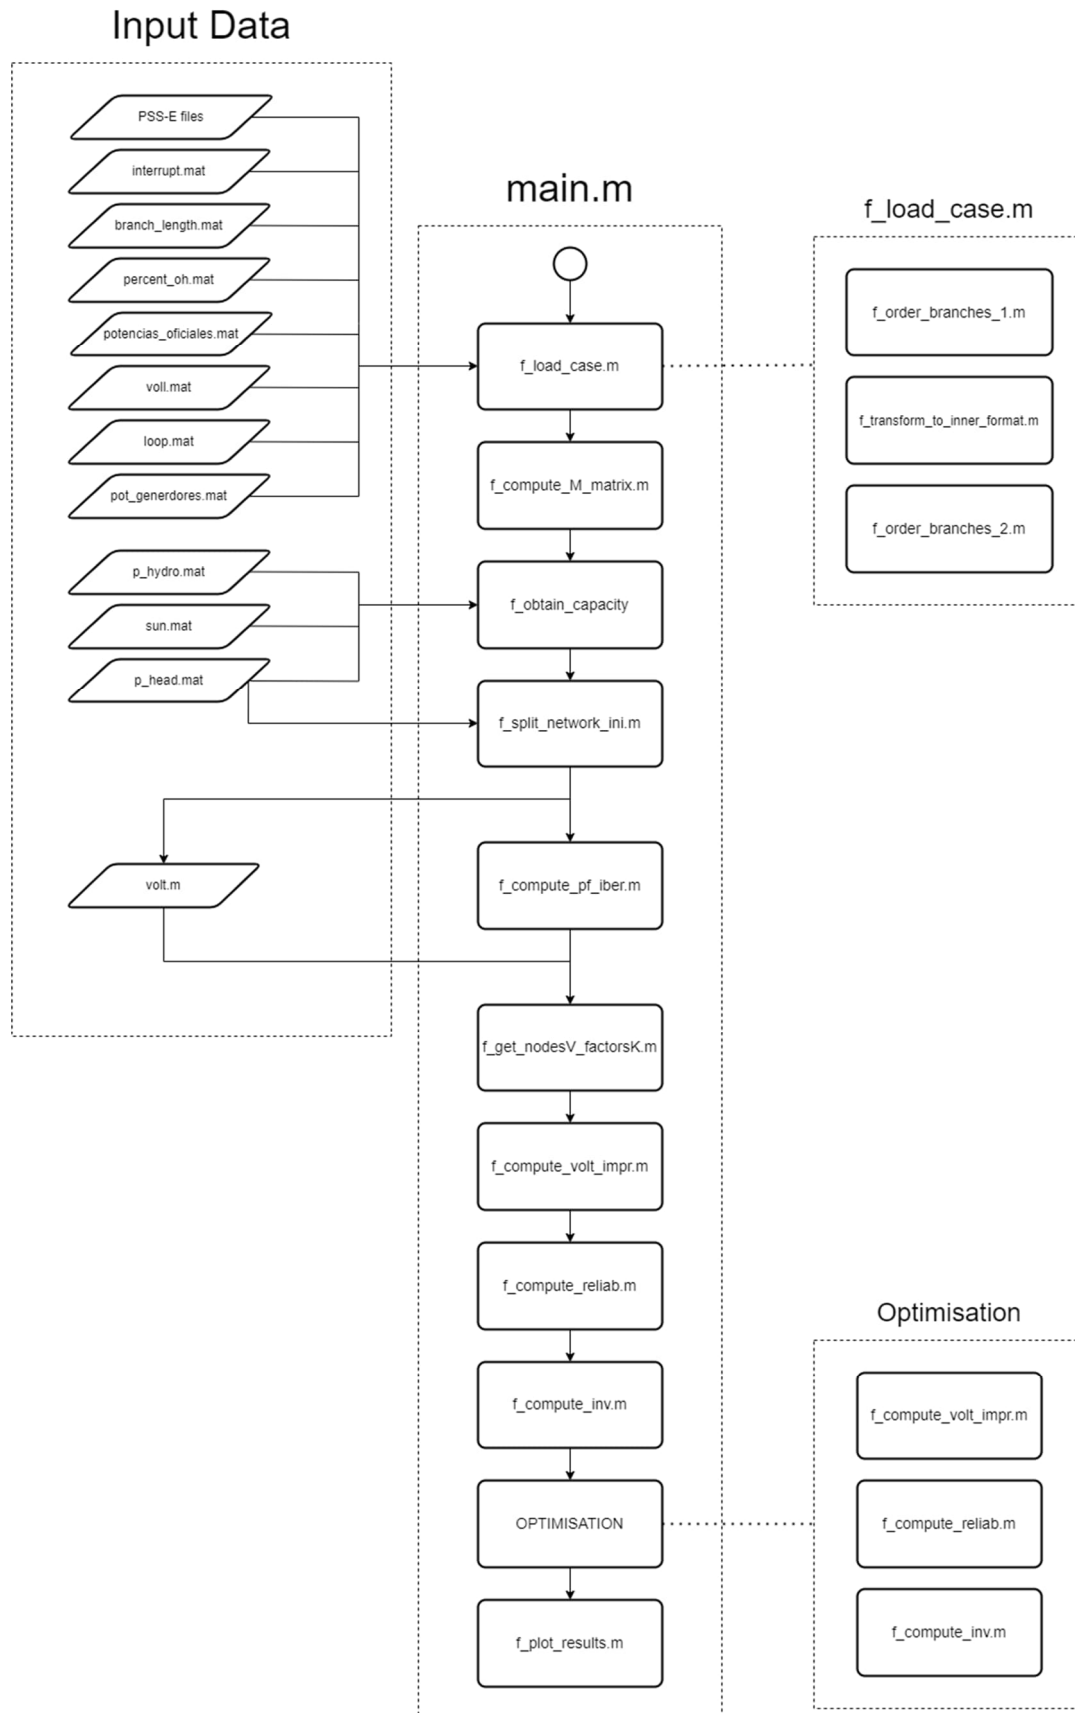 Input Data
PSS-E files
interrupt.mat
branch_length.mat
percent_oh.mat
potencias_oficiales.mat
voll.mat
loop.mat
pot_generdores.mat
p_hydro.mat
sun.mat
p_head.mat
volt.m
main.m
f_load_case.m
f_compute_M_matrix.m
f_obtain_capacity
f_split_network_ini.m
f_compute_pf_iber.m
f_get_nodesV_factorsK.m
f_compute_volt_impr.m
f_compute_reliab.m
f_compute_inv.m
OPTIMISATION
f_plot_results.m
f_load_case.m
f_order_branches_1.m
f_transform_to_inner_format.m
f_order_branches_2.m
Optimisation
f_compute_volt_impr.m
f_compute_reliab.m
f_compute_inv.m